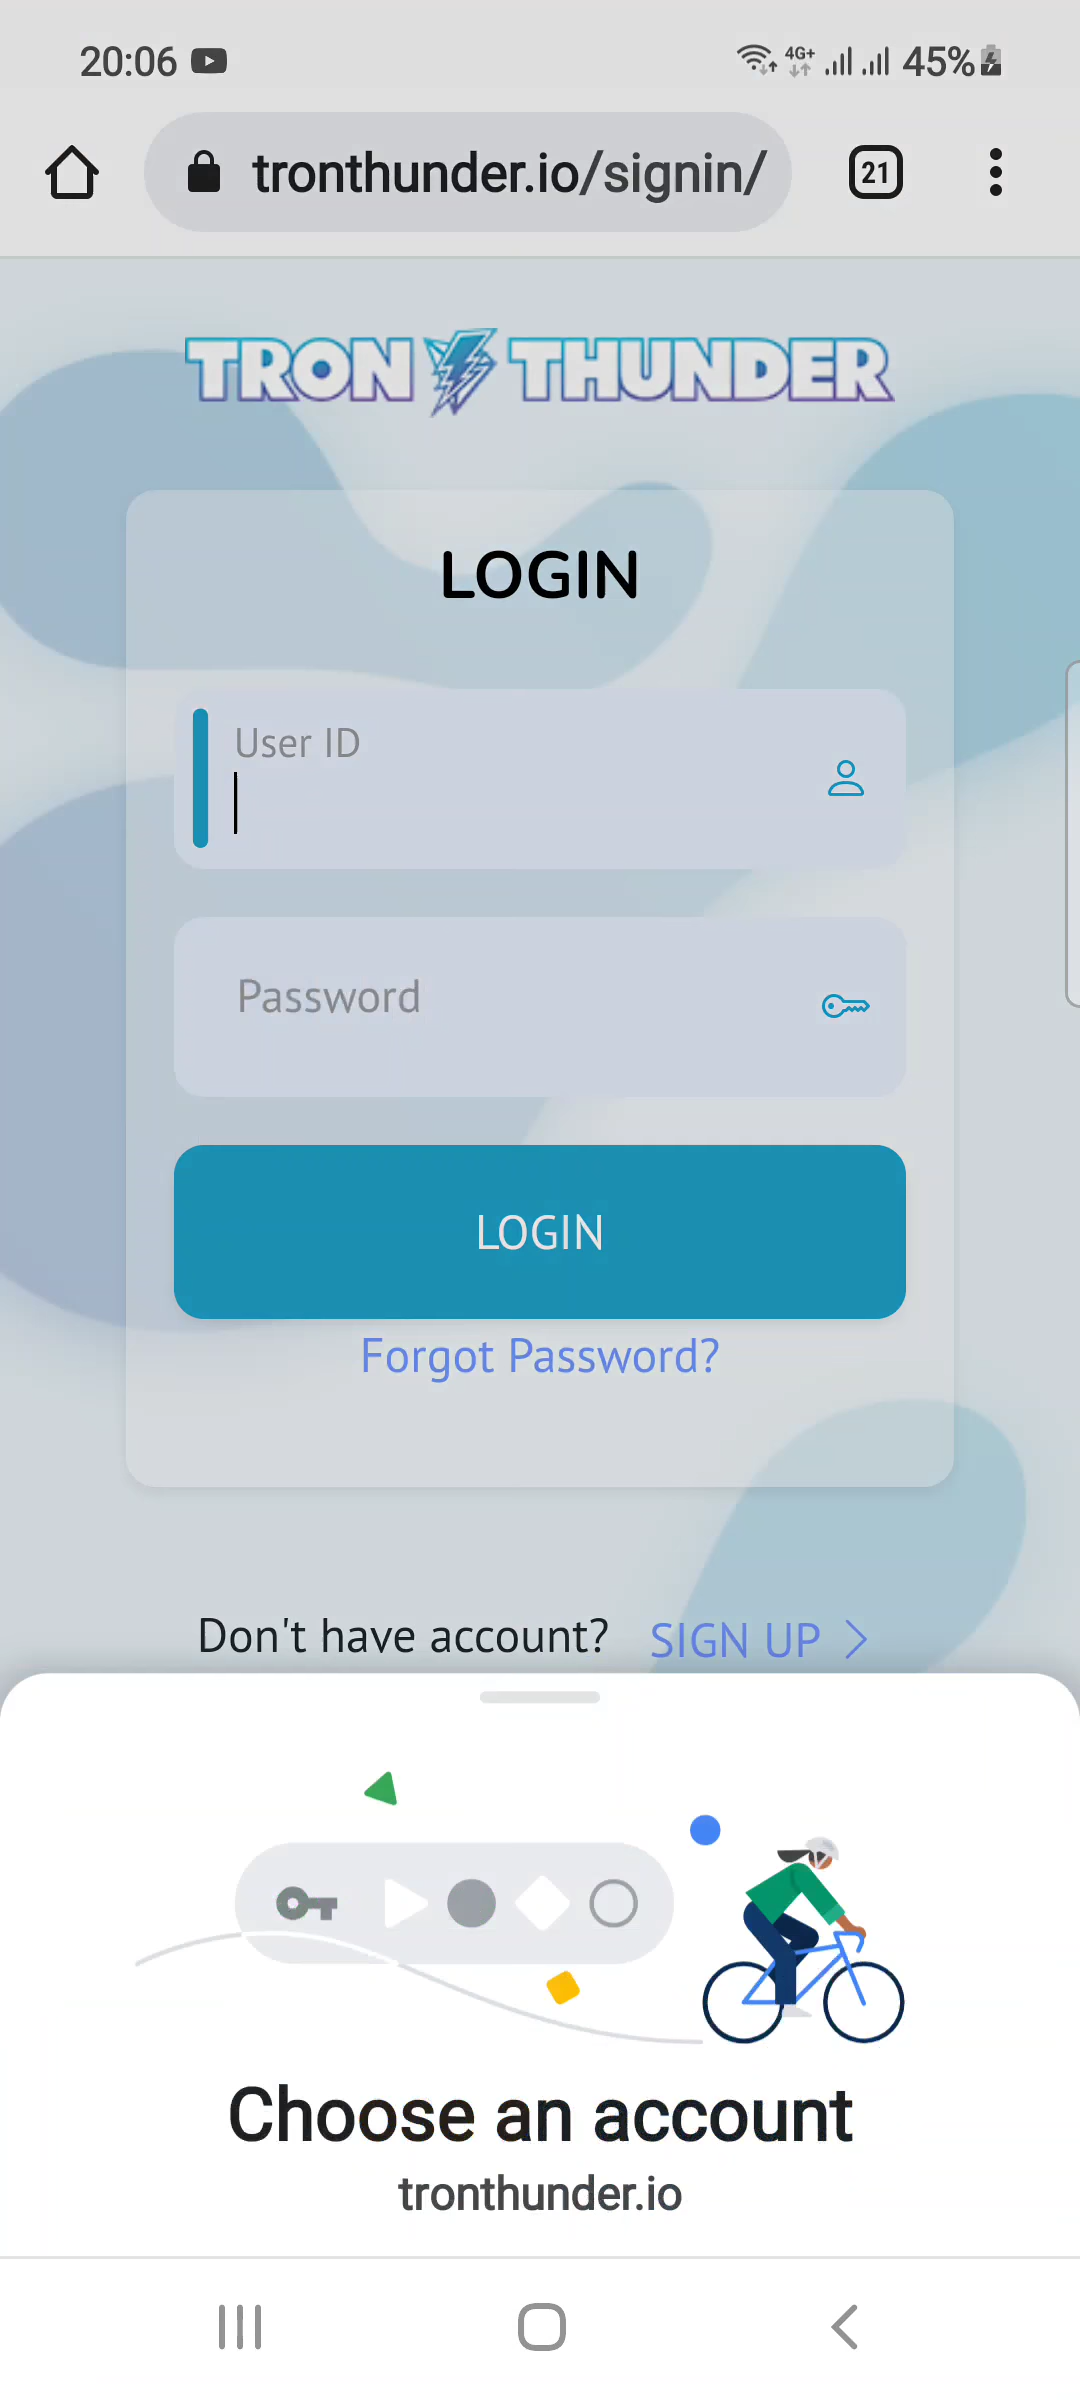 20:06
4G+
45%
tronthunder.io/signin/
21
TRON THUNDER
LOGIN
User ID
Password
LOGIN
Forgot Password?
Don't have account? SIGN UP
Choose an account
tronthunder.io